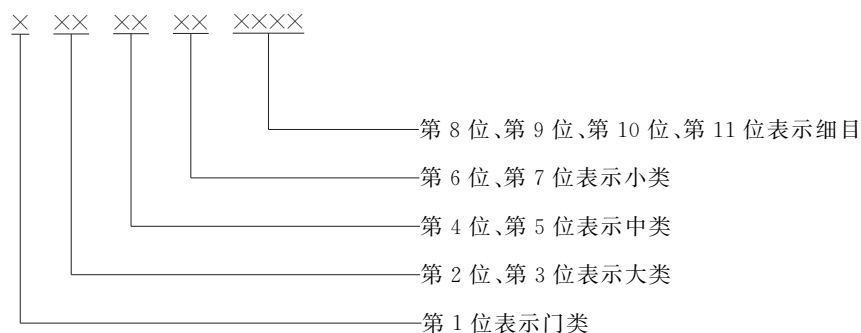 × ×× ×× ×× ××××
第 8 位、第 9 位、第 10 位、第 11 位表示细目
第 6 位、第 7 位表示小类
第 4 位、第 5 位表示中类
第 2 位、第 3 位表示大类
第 1 位表示门类